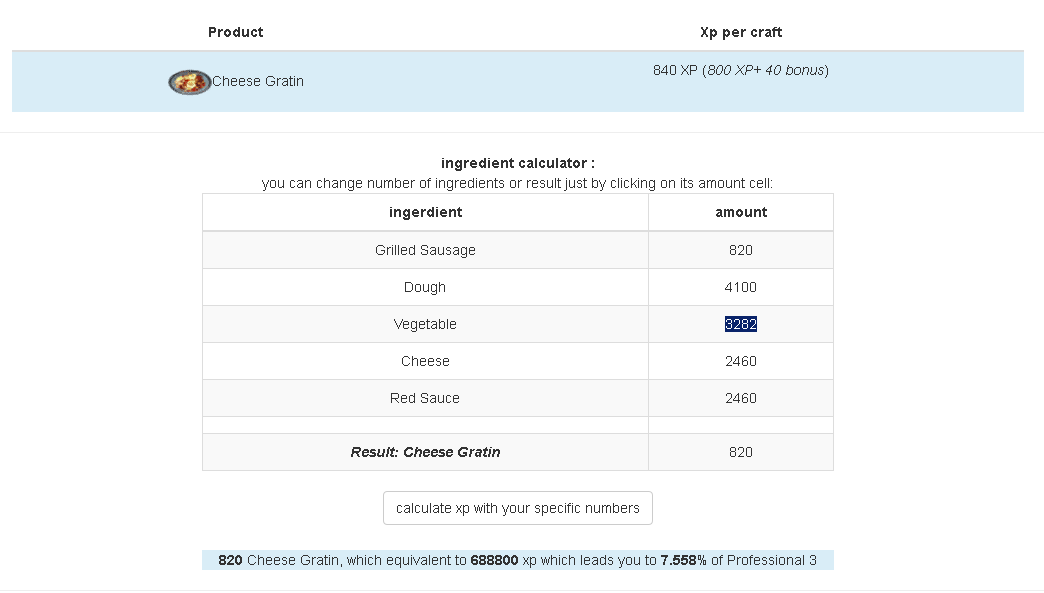 Product Xp per craft
Cheese Gratin 840 XP (800 XP+ 40 bonus)
ingredient calculator :
you can change number of ingredients or result just by clicking on its amount cell:
ingerdient amount
Grilled Sausage 820
Dough 4100
Vegetable 3282
Cheese 2460
Red Sauce 2460
Result: Cheese Gratin 820
calculate xp with your specific numbers
820 Cheese Gratin, which equivalent to 688800 xp which leads you to 7.558% of Professional 3